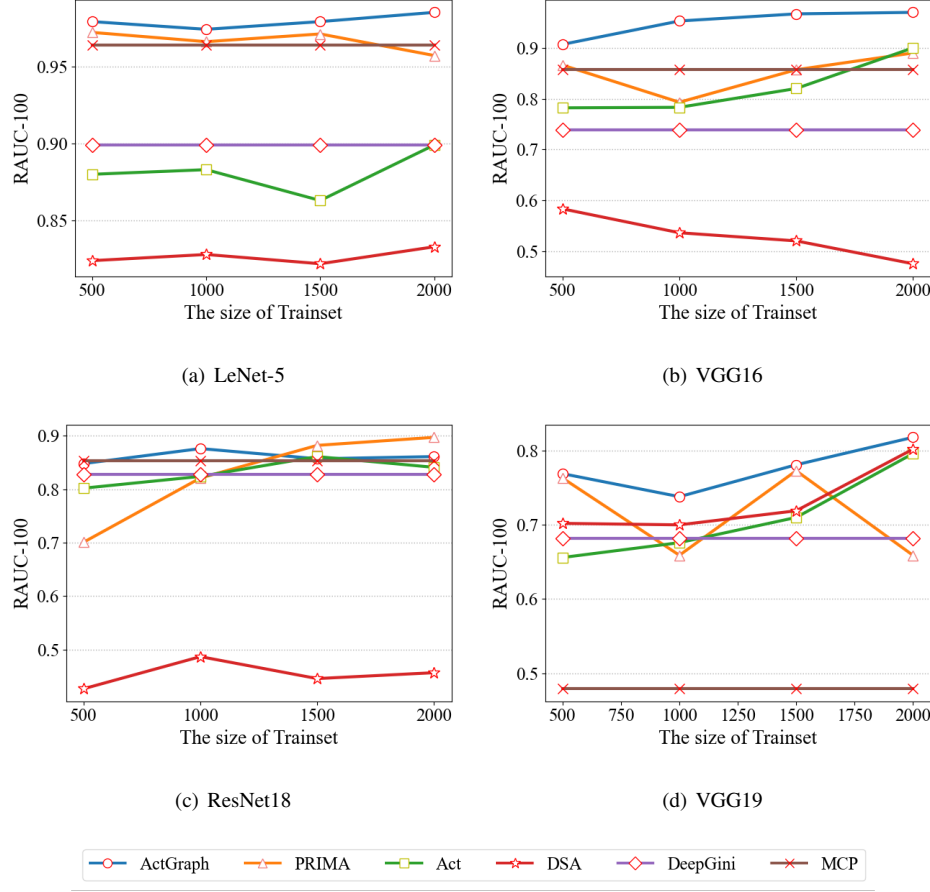 RAUC-100
0.95
0.90
0.85
500 1000 1500 2000
The size of Trainset
(a) LeNet-5
RAUC-100
0.9
0.8
0.7
0.6
0.5
500 1000 1500 2000
The size of Trainset
(b) VGG16
RAUC-100
0.9
0.8
0.7
0.6
0.5
500 1000 1500 2000
The size of Trainset
(c) ResNet18
RAUC-100
0.8
0.7
0.6
0.5
500 750 1000 1250 1500 1750 2000
The size of Trainset
(d) VGG19
ActGraph PRIMA Act DSA DeepGini MCP